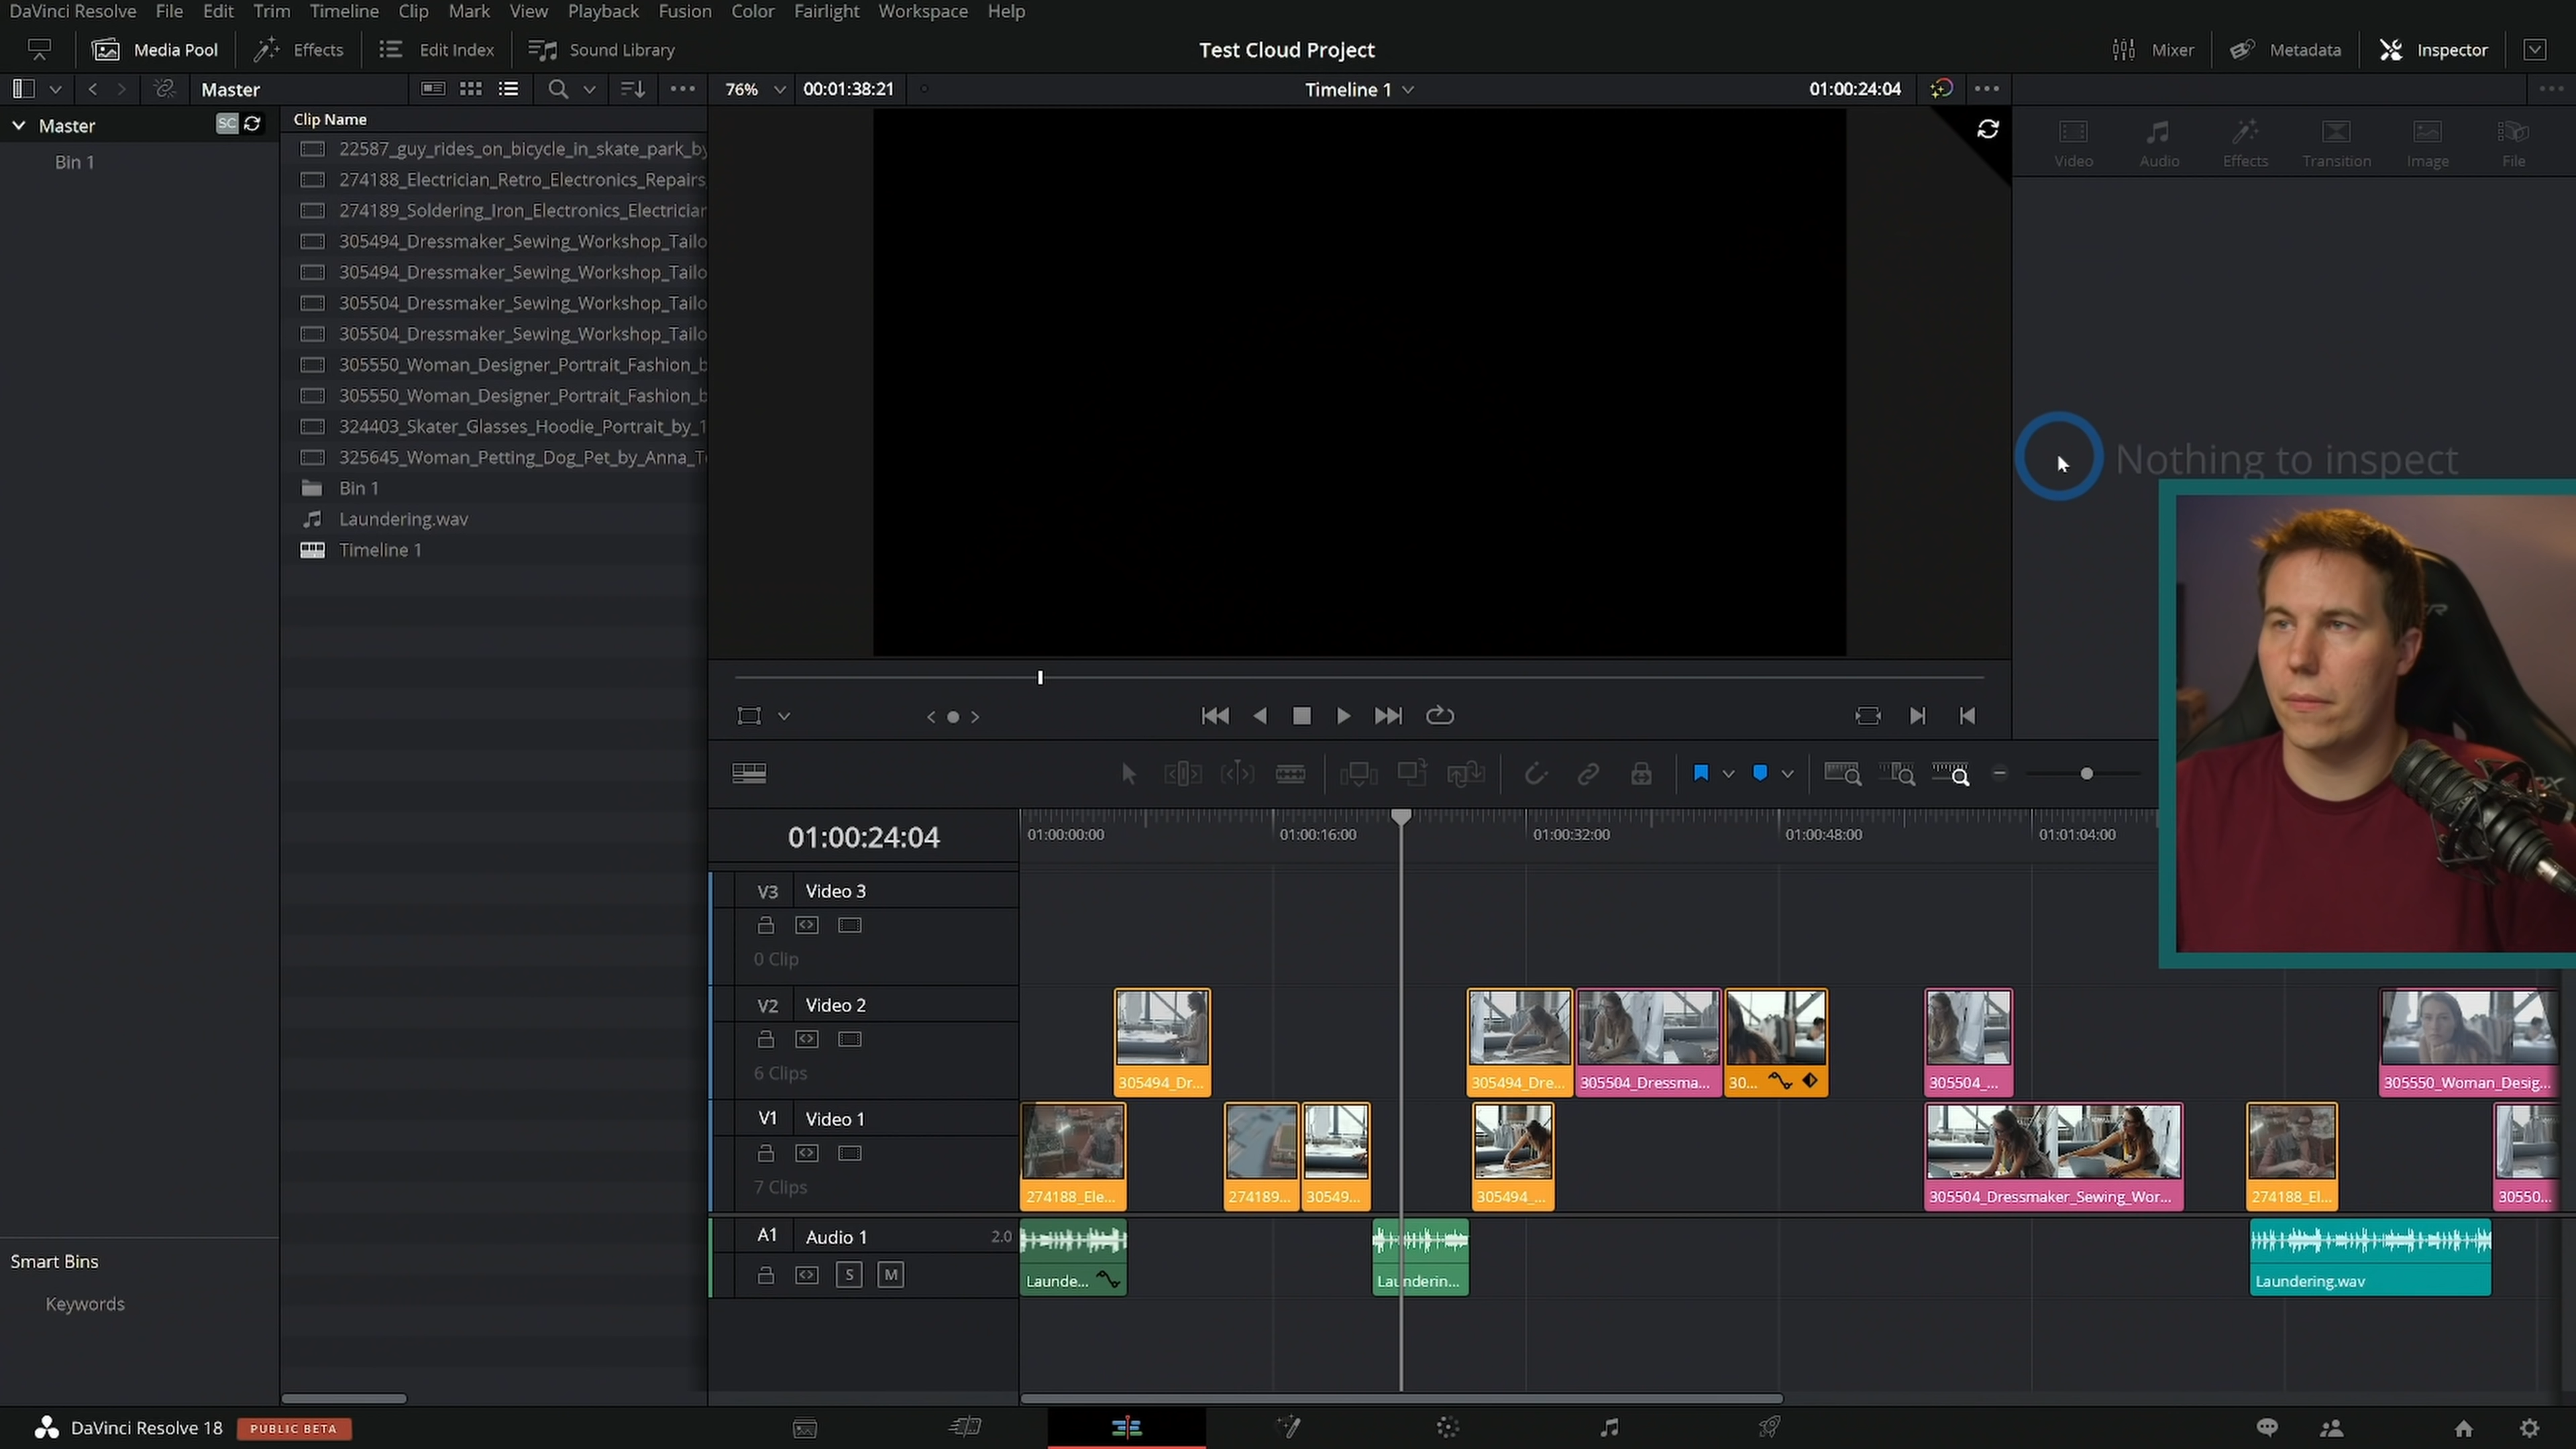 DaVinci Resolve File Edit Trim Timeline Clip Mark View Playback Fusion Color Fairlight Workspace Help
Media Pool Effects Edit Index Sound Library Test Cloud Project Mixer Metadata Inspector
Master 76% 00:01:38:21 Timeline 1 01:00:24:04
Master SC
Bin 1
Clip Name
22587_guy_rides_on_bicycle_in_skate_park_by
274188_Electrician_Retro_Electronics_Repairs_
274189_Soldering_Iron_Electronics_Electrician
305494_Dressmaker_Sewing_Workshop_Tailo
305494_Dressmaker_Sewing_Workshop_Tailo
305504_Dressmaker_Sewing_Workshop_Tailo
305504_Dressmaker_Sewing_Workshop_Tailo
305550_Woman_Designer_Portrait_Fashion_b
305550_Woman_Designer_Portrait_Fashion_b
324403_Skater_Glasses_Hoodie_Portrait_by_1
325645_Woman_Petting_Dog_Pet_by_Anna_T
Bin 1
Laundering.wav
Timeline 1
Video Audio Effects Transition Image File
Nothing to inspect
01:00:24:04
01:00:00:00 01:00:16:00 01:00:32:00 01:00:48:00 01:01:04:00
V3 Video 3
0 Clip
V2 Video 2
6 Clips
305494_Dr... 305494_Dre... 305504_Dressma... 30... 305504_... 305550_Woman_Desig...
V1 Video 1
7 Clips
274188_Ele... 274189... 30549... 305494_... 305504_Dressmaker_Sewing_Wor... 274188_El... 30550...
A1 Audio 1 2.0
S M
Launde... Launderin... Laundering.wav
Smart Bins
Keywords
DaVinci Resolve 18 PUBLIC BETA